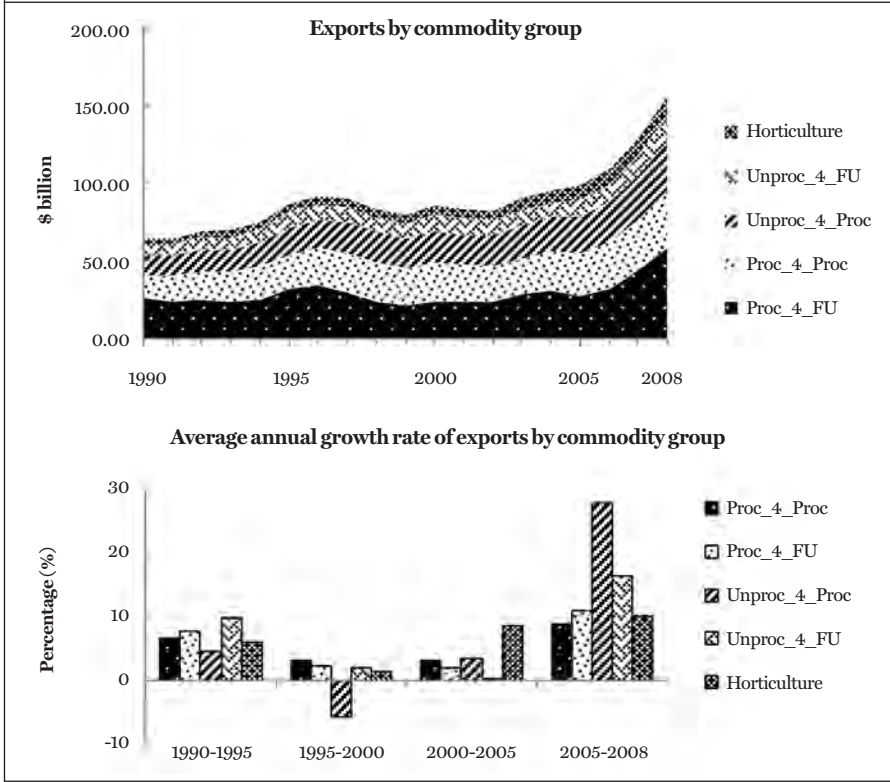 Exports by commodity group
$ billion
200.00
150.00
100.00
50.00
0.00
1990
1995
2000
2005
2008
Horticulture
Unproc_4_FU
Unproc_4_Proc
Proc_4_Proc
Proc_4_FU
Average annual growth rate of exports by commodity group
Percentage (%)
30
20
10
0
-10
1990-1995
1995-2000
2000-2005
2005-2008
Proc_4_Proc
Proc_4_FU
Unproc_4_Proc
Unproc_4_FU
Horticulture